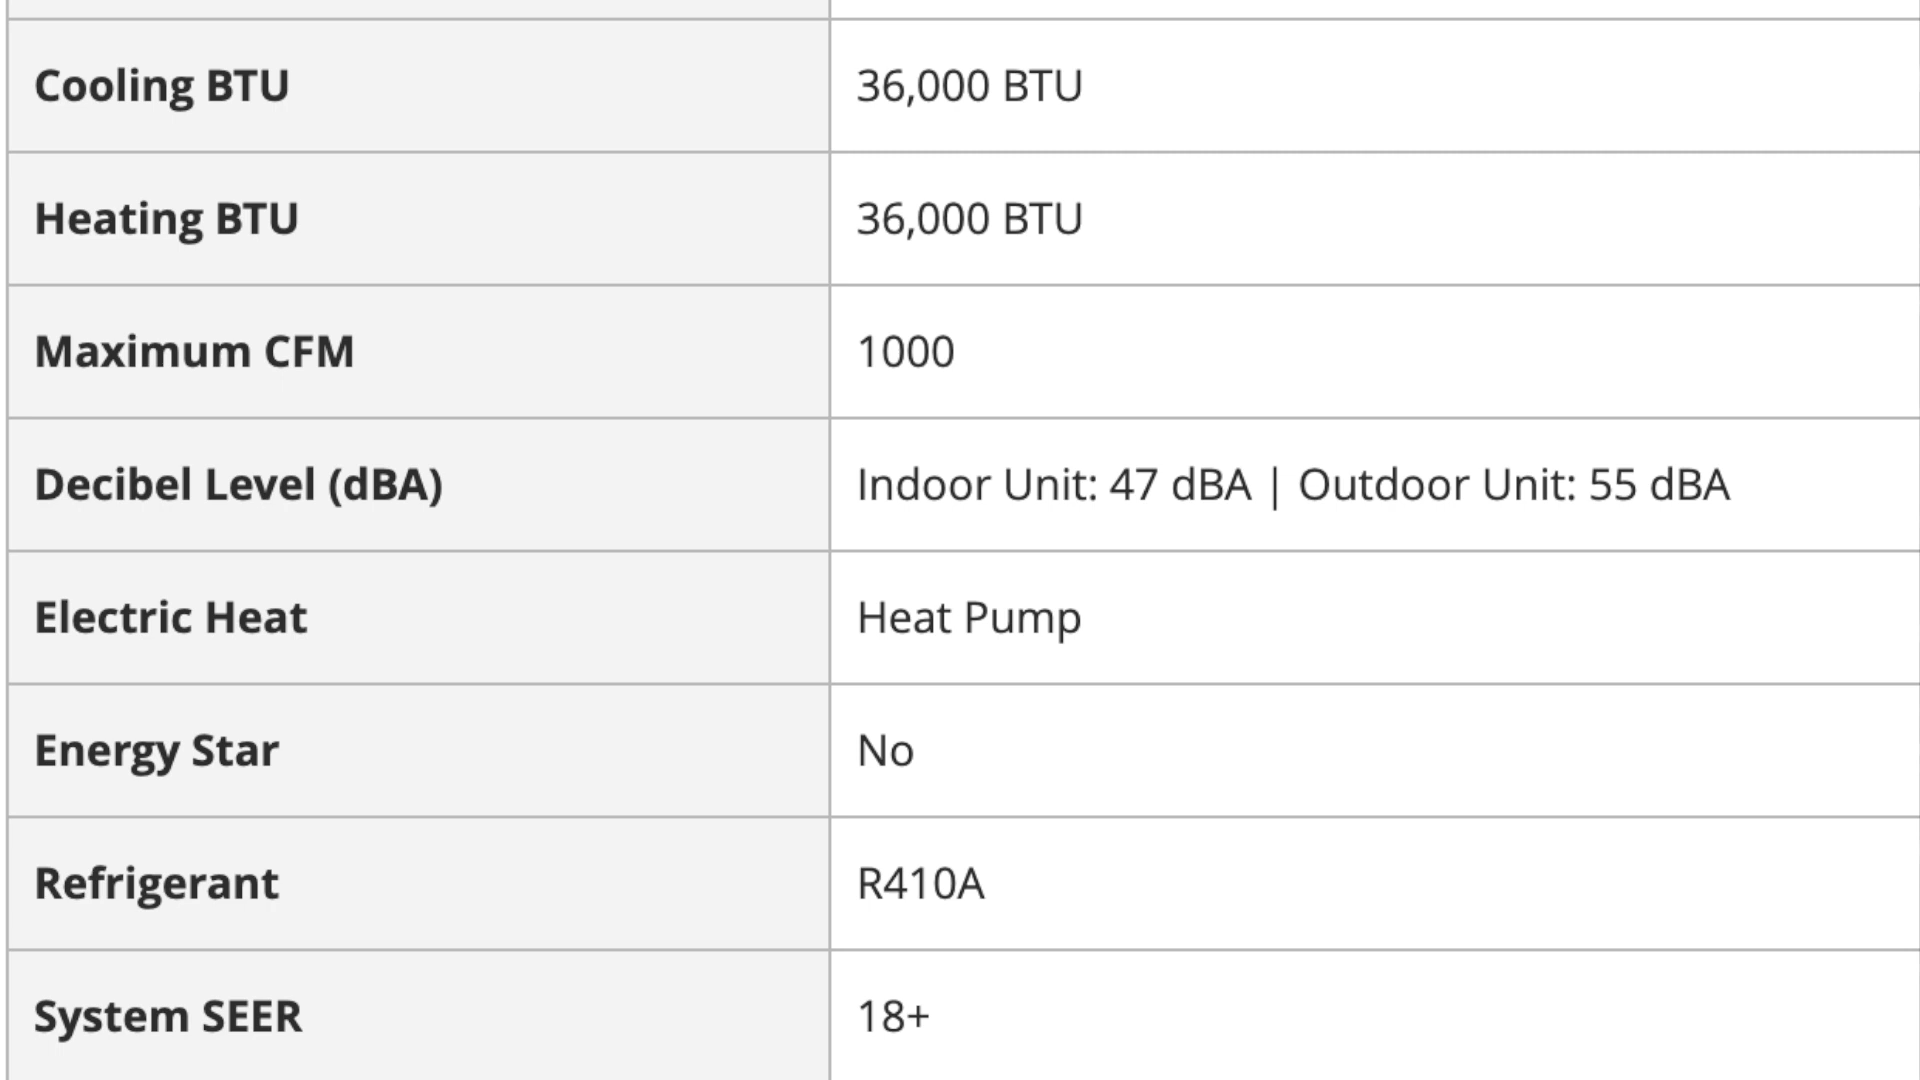 Cooling BTU 36,000 BTU
Heating BTU 36,000 BTU
Maximum CFM 1000
Decibel Level (dBA) Indoor Unit: 47 dBA | Outdoor Unit: 55 dBA
Electric Heat Heat Pump
Energy Star No
Refrigerant R410A
System SEER 18+